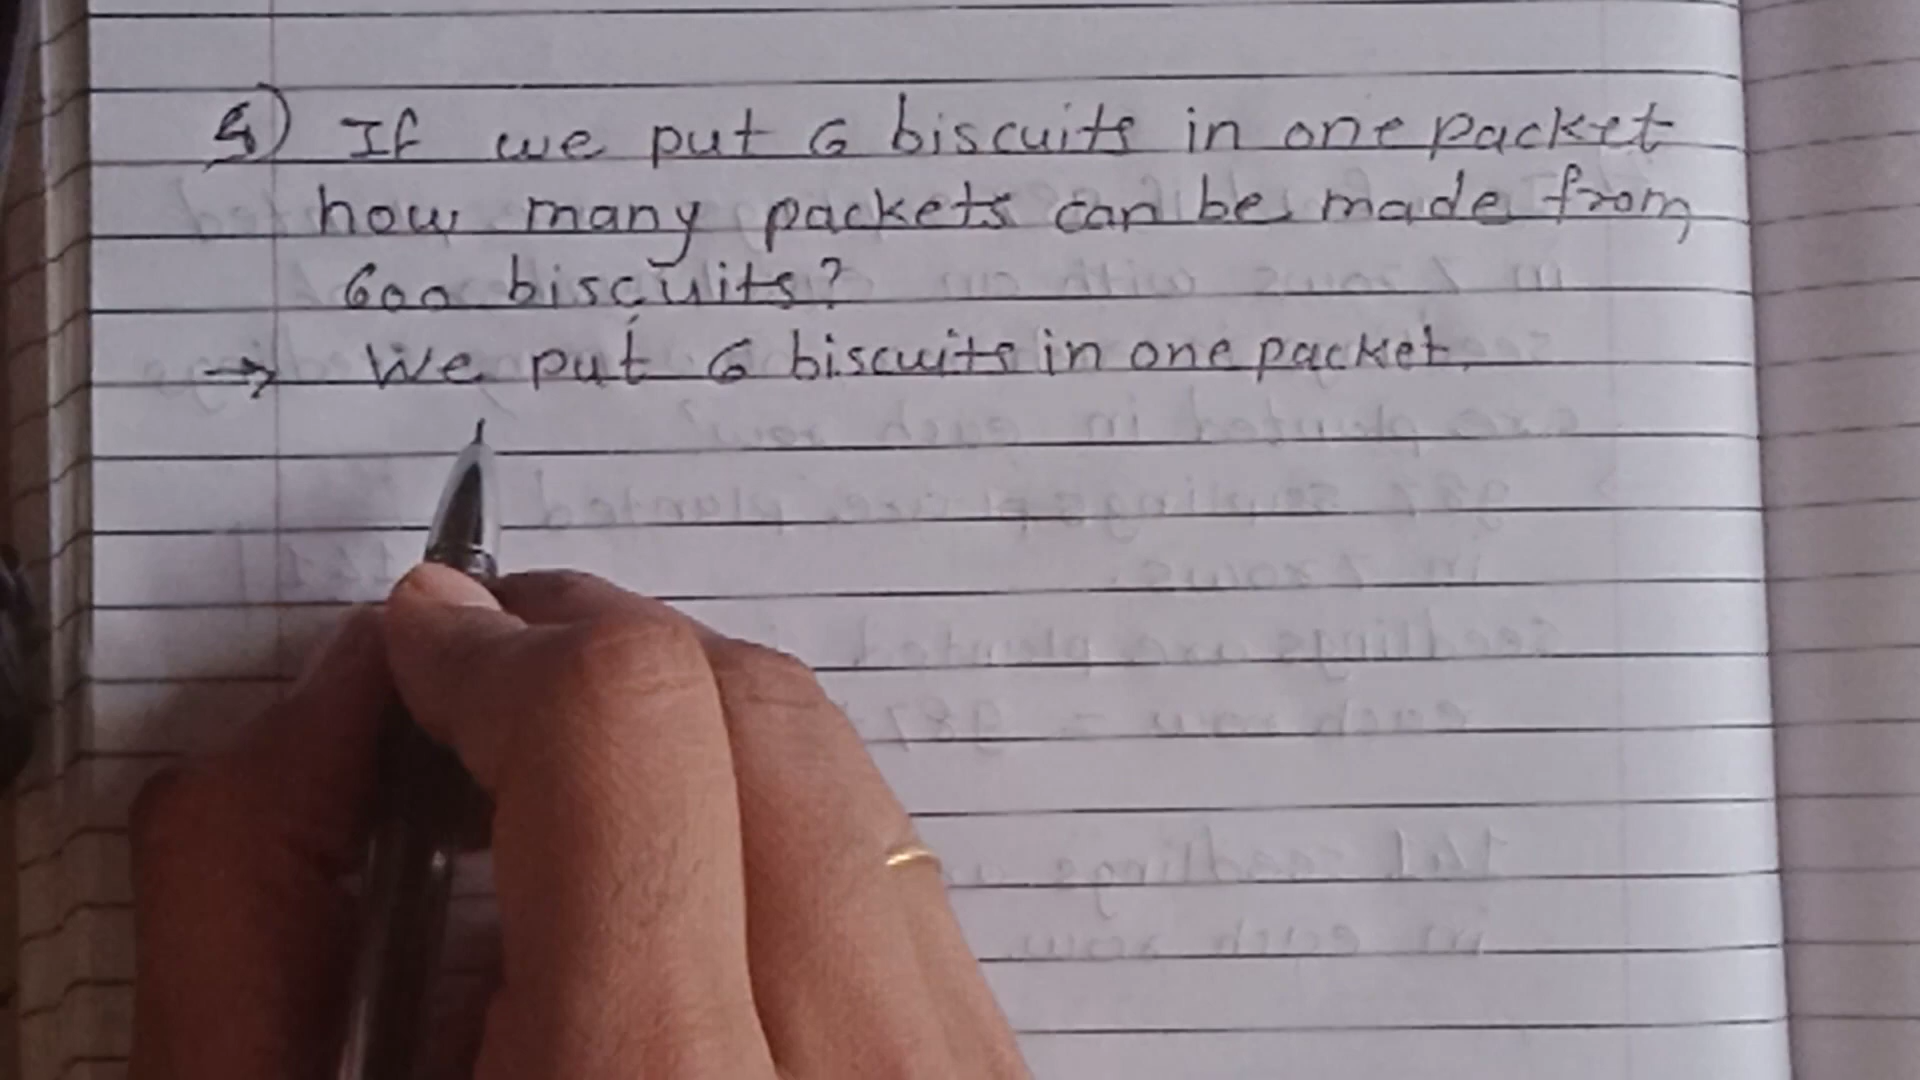 5) If we put 6 biscuits in one packet
how many packets can be made from
600 biscuits?
→ We put 6 biscuits in one packet.